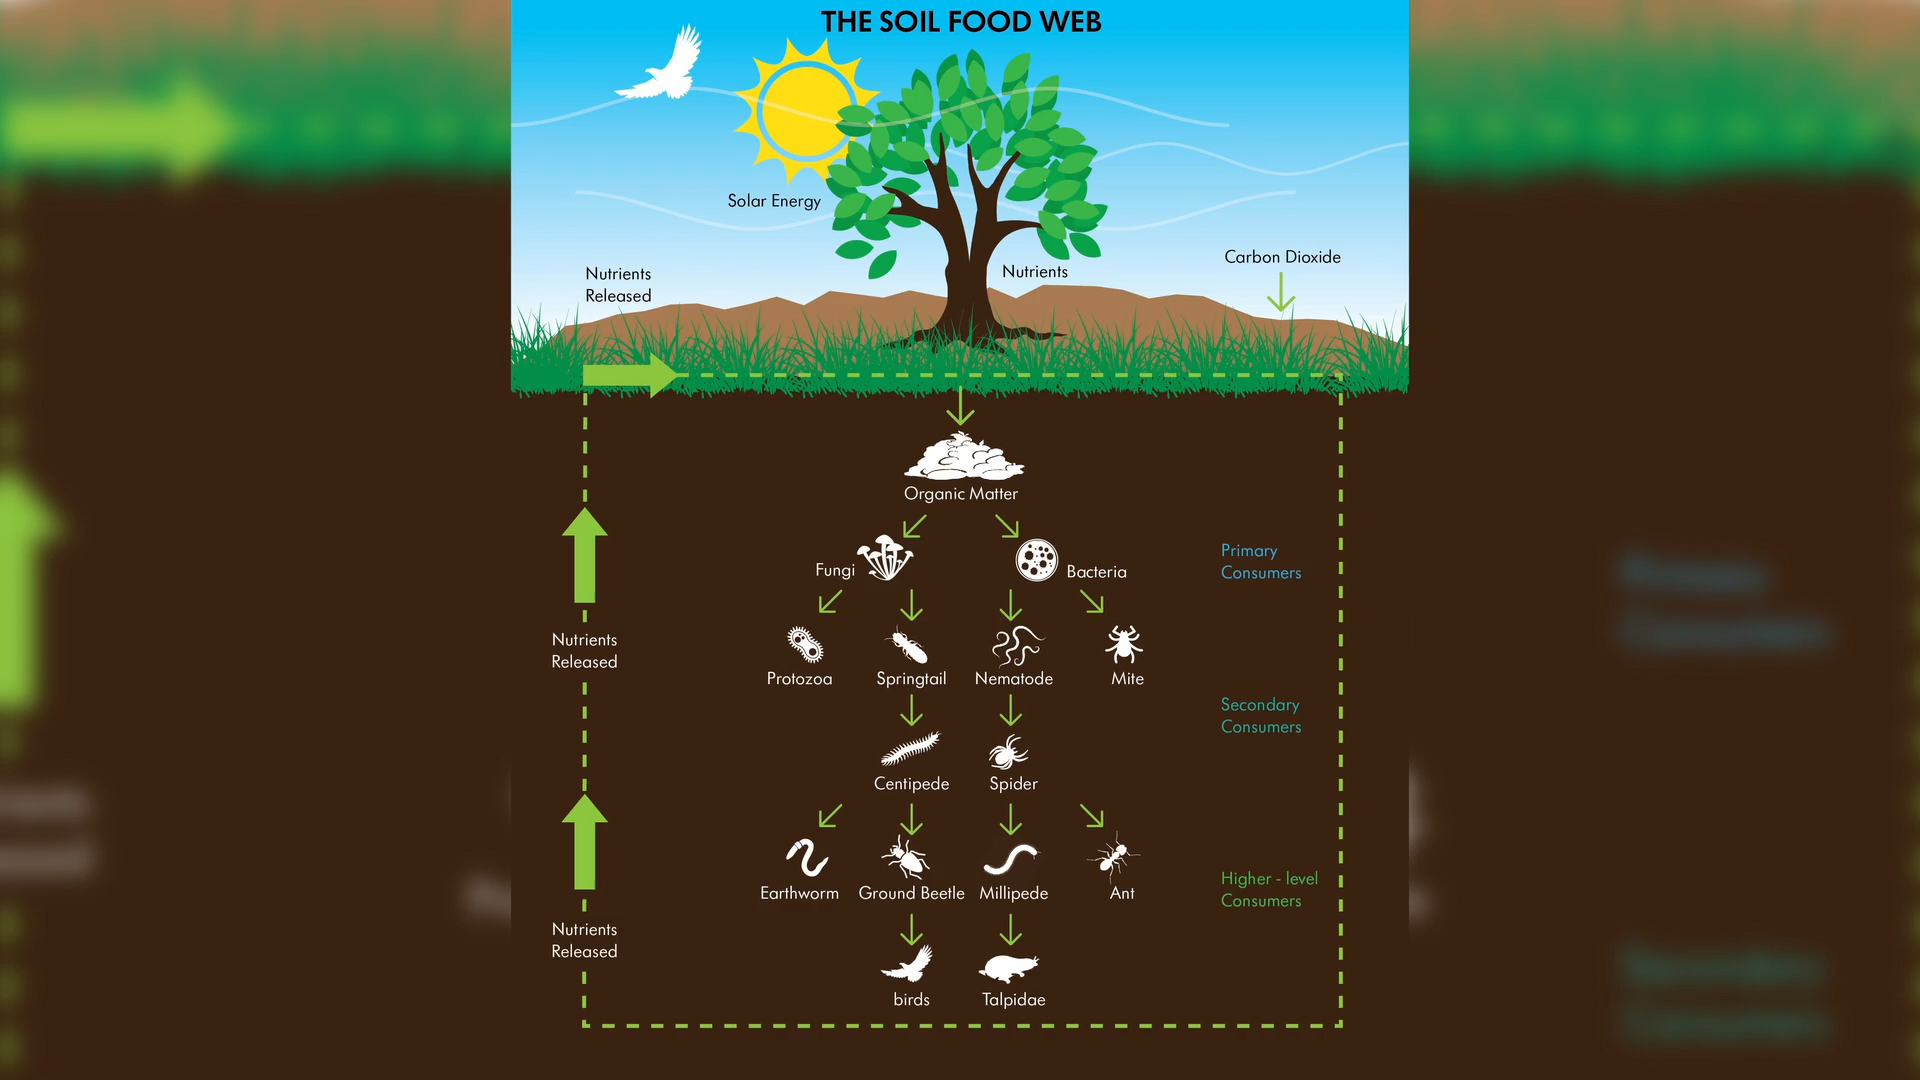 THE SOIL FOOD WEB
Solar Energy
Nutrients
Released
Nutrients
Carbon Dioxide
Organic Matter
Fungi
Bacteria
Primary
Consumers
Nutrients
Released
Protozoa
Springtail
Nematode
Mite
Secondary
Consumers
Centipede
Spider
Earthworm
Ground Beetle
Millipede
Ant
Higher - level
Consumers
Nutrients
Released
birds
Talpidae